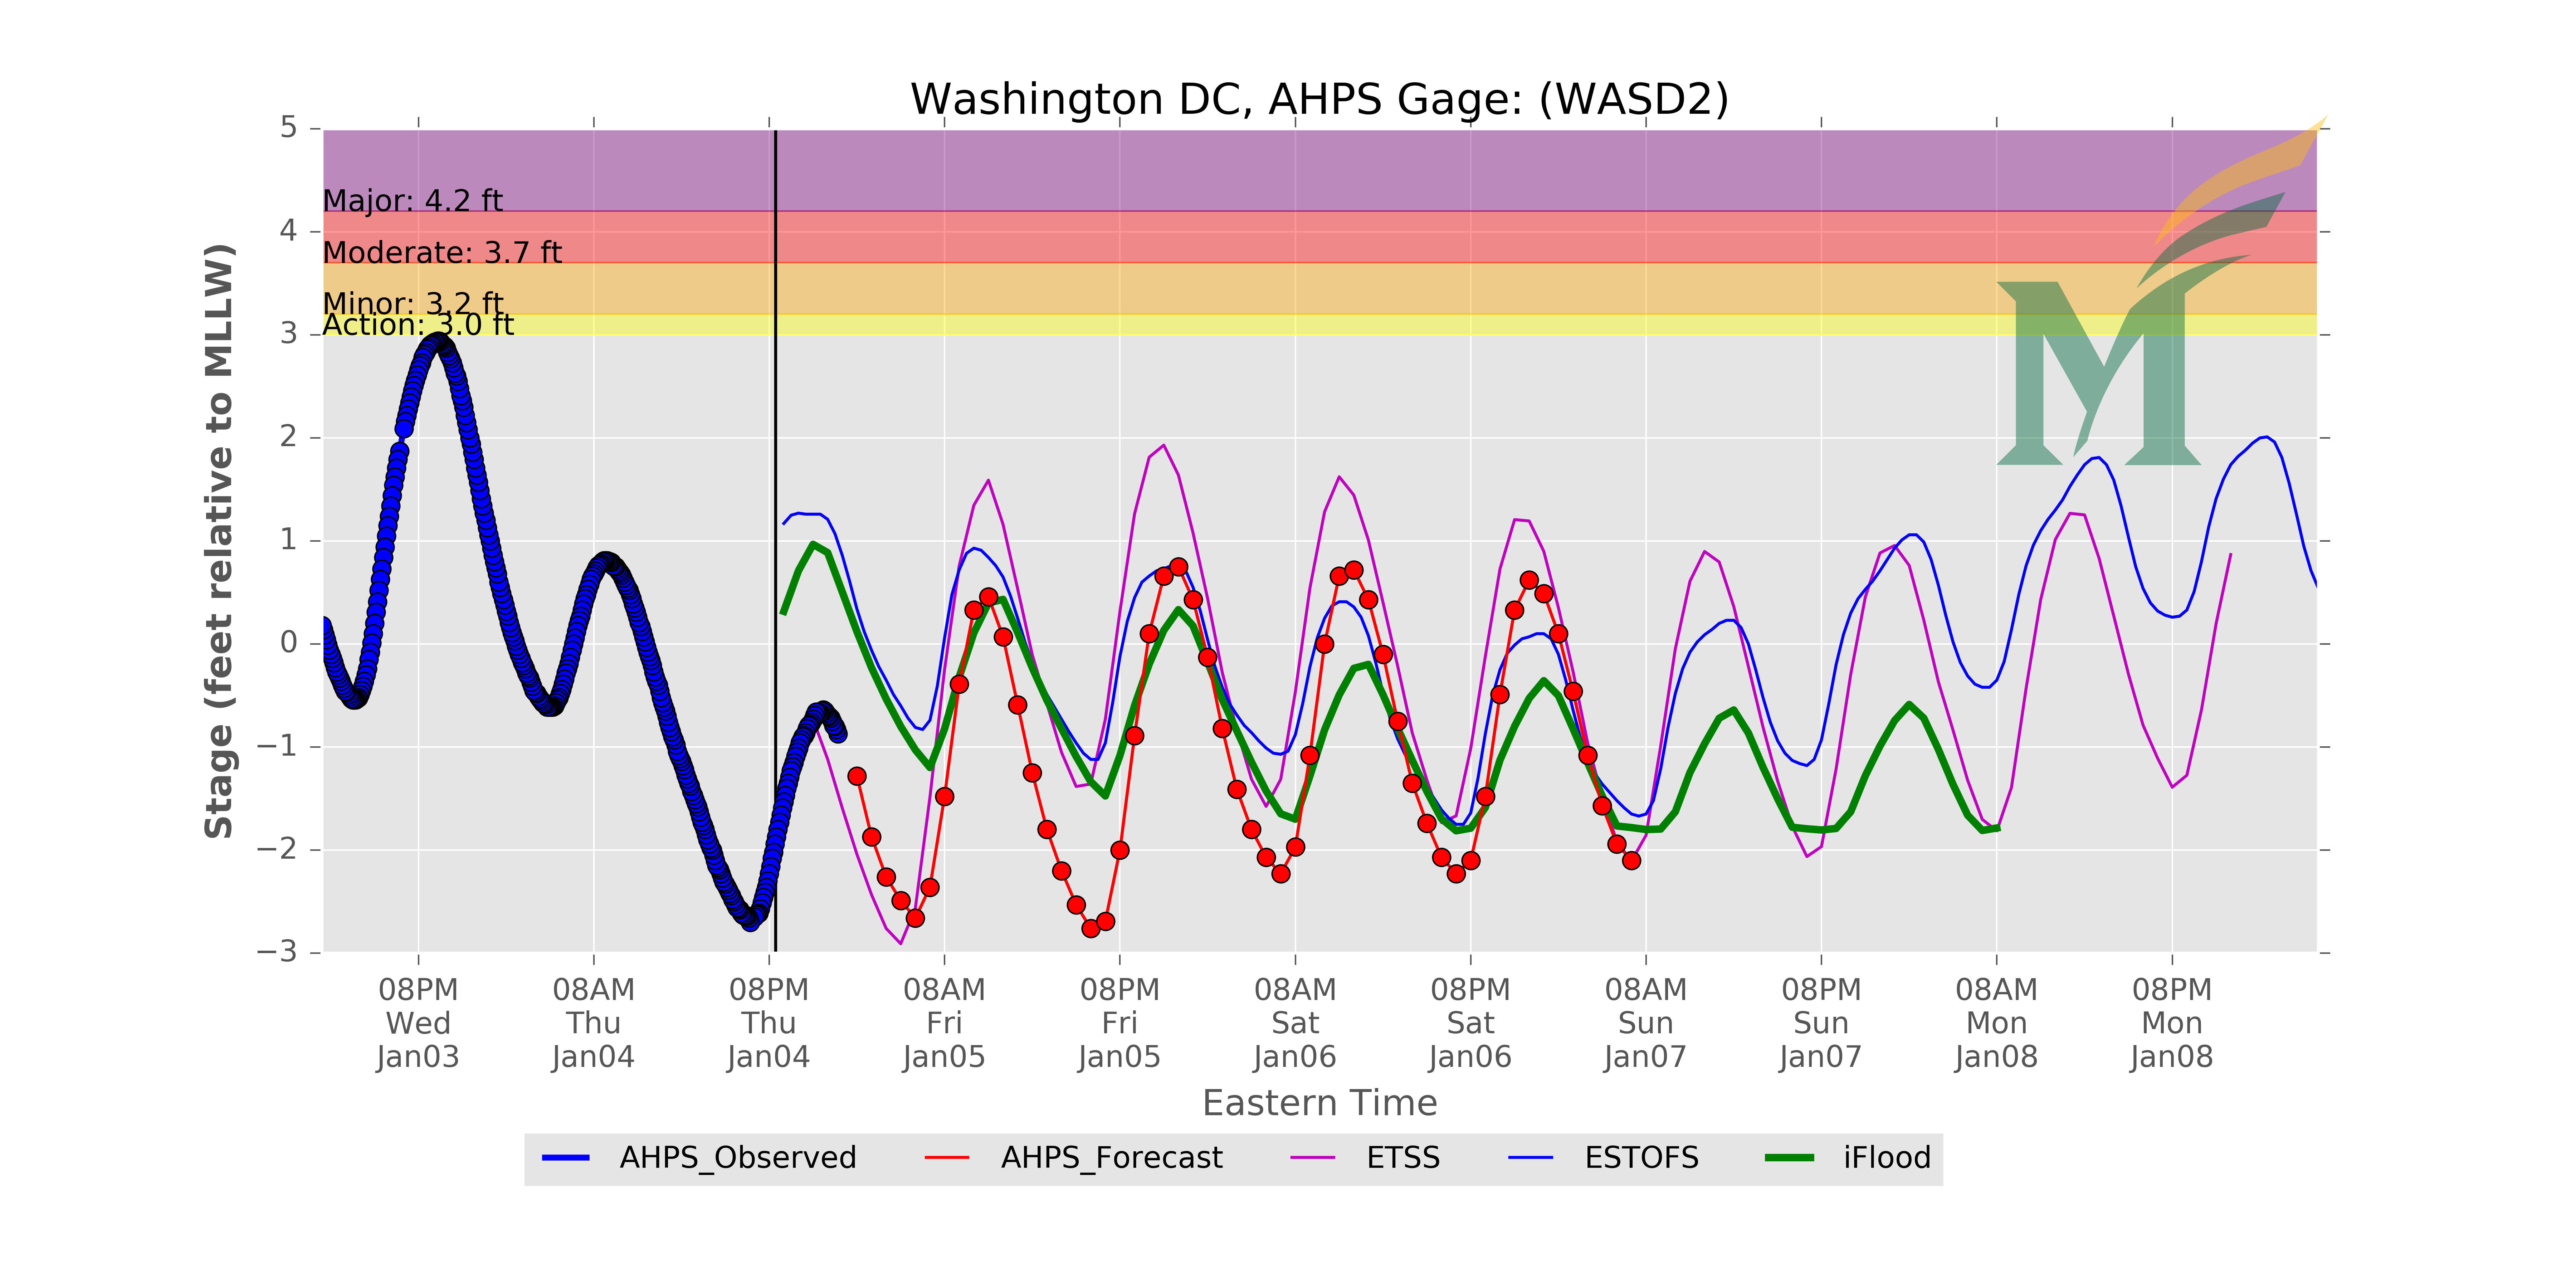 Washington DC, AHPS Gage: (WASD2)
5
Major: 4.2 ft
4
Moderate: 3.7 ft
Minor: 3.2 ft
Action: 3.0 ft
3
2
1
0
−1
−2
−3
Stage (feet relative to MLLW)
08PM 08AM 08PM 08AM 08PM 08AM 08PM 08AM 08PM 08AM 08PM
Wed Thu Thu Fri Fri Sat Sat Sun Sun Mon Mon
Jan03 Jan04 Jan04 Jan05 Jan05 Jan06 Jan06 Jan07 Jan07 Jan08 Jan08
Eastern Time
AHPS_Observed AHPS_Forecast ETSS ESTOFS iFlood
M